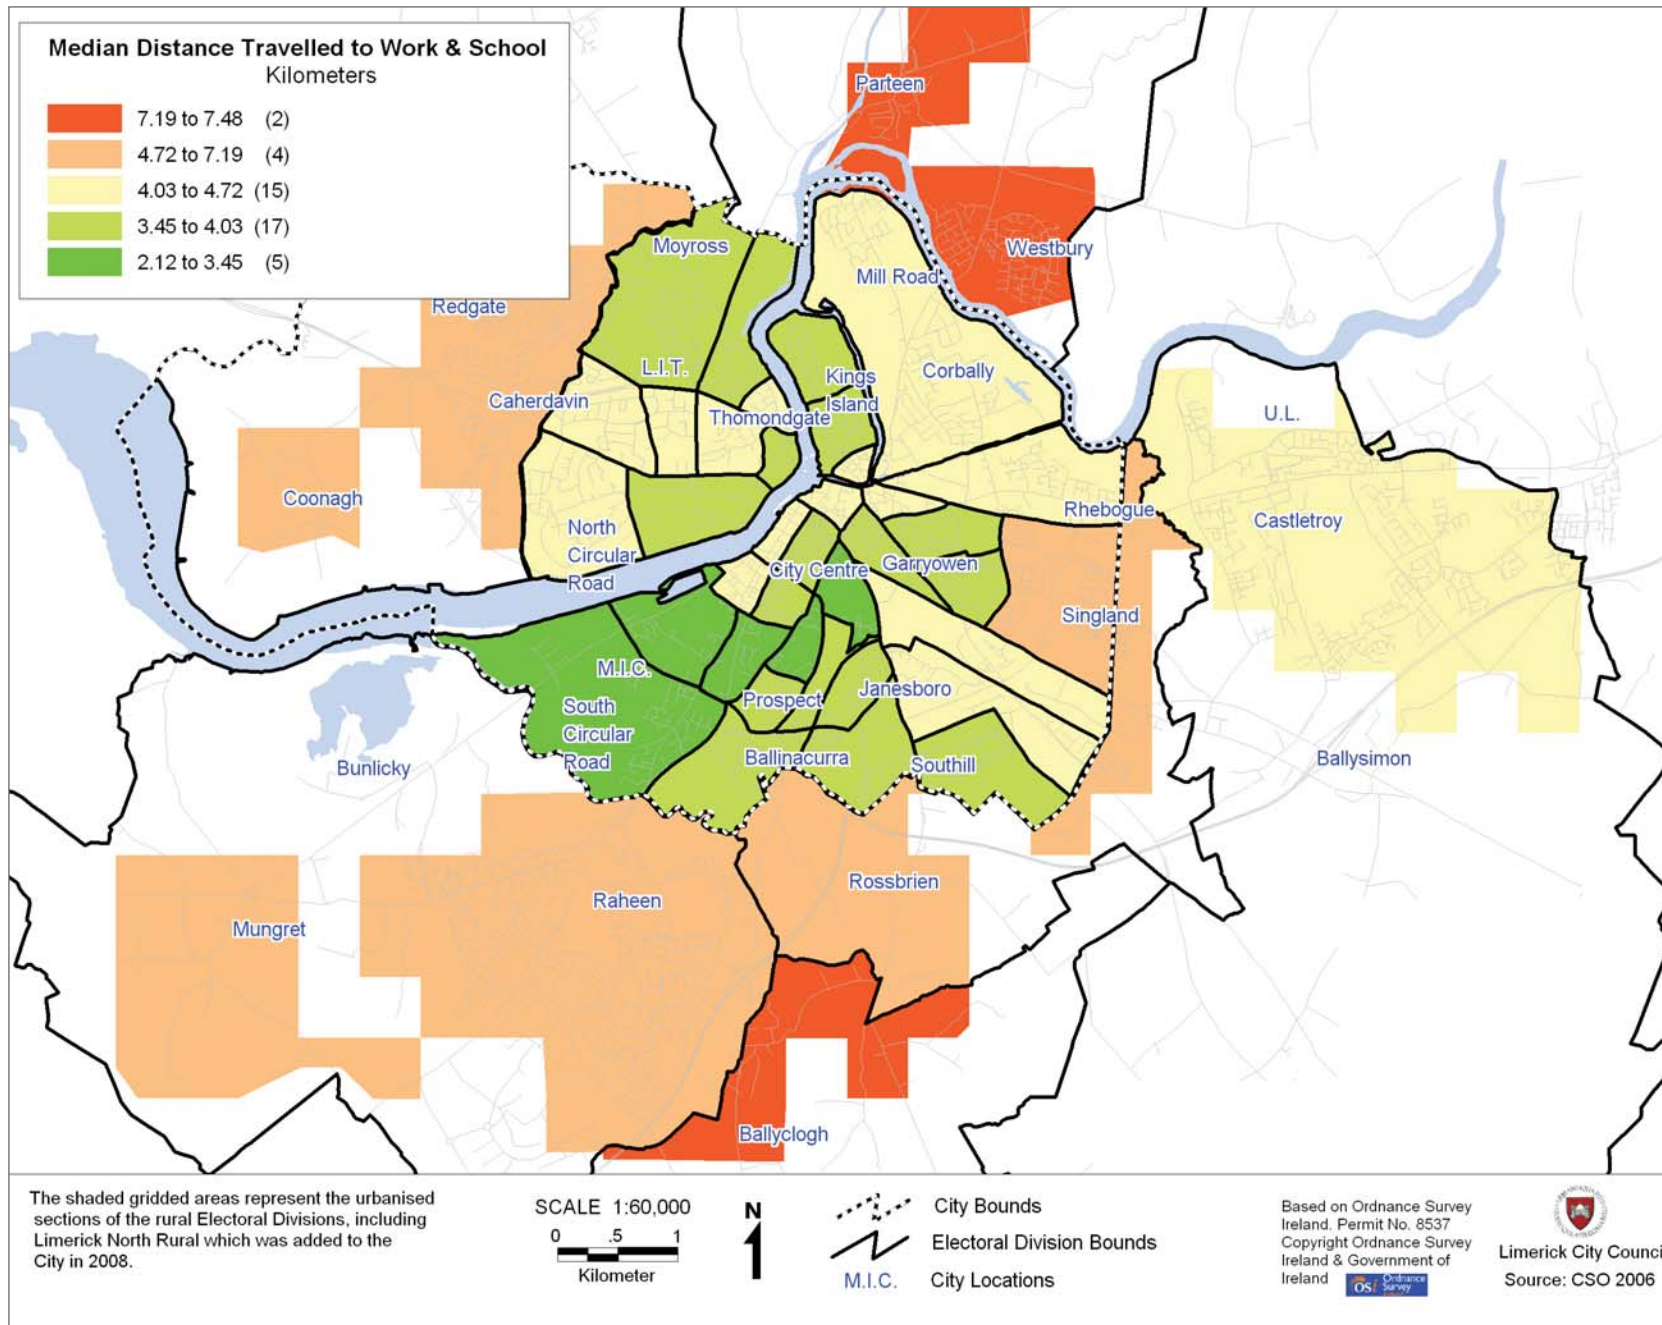 Median Distance Travelled to Work & School
Kilometers
7.19 to 7.48 (2)
4.72 to 7.19 (4)
4.03 to 4.72 (15)
3.45 to 4.03 (17)
2.12 to 3.45 (5)
Parteen
Moyross
Westbury
Mill Road
Redgate
L.I.T.
Kings
Island
Corbally
Caherdavin
Thomondgate
U.L.
Coonagh
Rhebogue
Castletroy
North
Circular
Road
City Centre
Garryowen
Singland
M.I.C.
South
Circular
Road
Prospect
Janesboro
Bunlicky
Ballinacurra
Southill
Ballysimon
Raheen
Rossbrien
Mungret
Ballyclogh
The shaded gridded areas represent the urbanised
sections of the rural Electoral Divisions, including
Limerick North Rural which was added to the
City in 2008.
SCALE 1:60,000
0 .5 1
Kilometer
N
City Bounds
Electoral Division Bounds
M.I.C. City Locations
Based on Ordnance Survey
Ireland. Permit No. 8537
Copyright Ordnance Survey
Ireland & Government of
Ireland
OSi Ordnance
Survey
Limerick City Counci
Source: CSO 2006